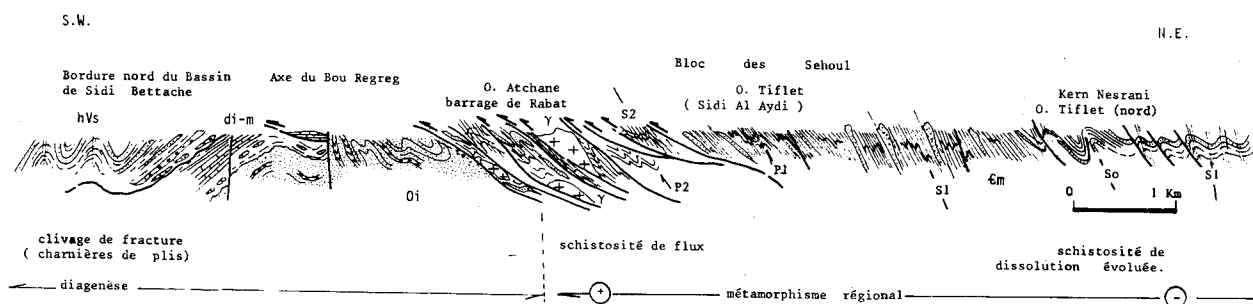 S.W.
N.E.
Bordure nord du Bassin
de Sidi Bettache
Axe du Bou Regreg
O. Atchane
barrage de Rabat
Bloc des Sehoul
O. Tiflet
( Sidi Al Aydi )
Kern Nesrani
O. Tiflet (nord)
hVs
di-m
γ
S2
P2
P1
Oi
γ
S1
€m
So
S1
0 1 Km
clivage de fracture
( charnières de plis)
schistosité de flux
schistosité de
dissolution évoluée.
diagenèse
+
métamorphisme régional
-